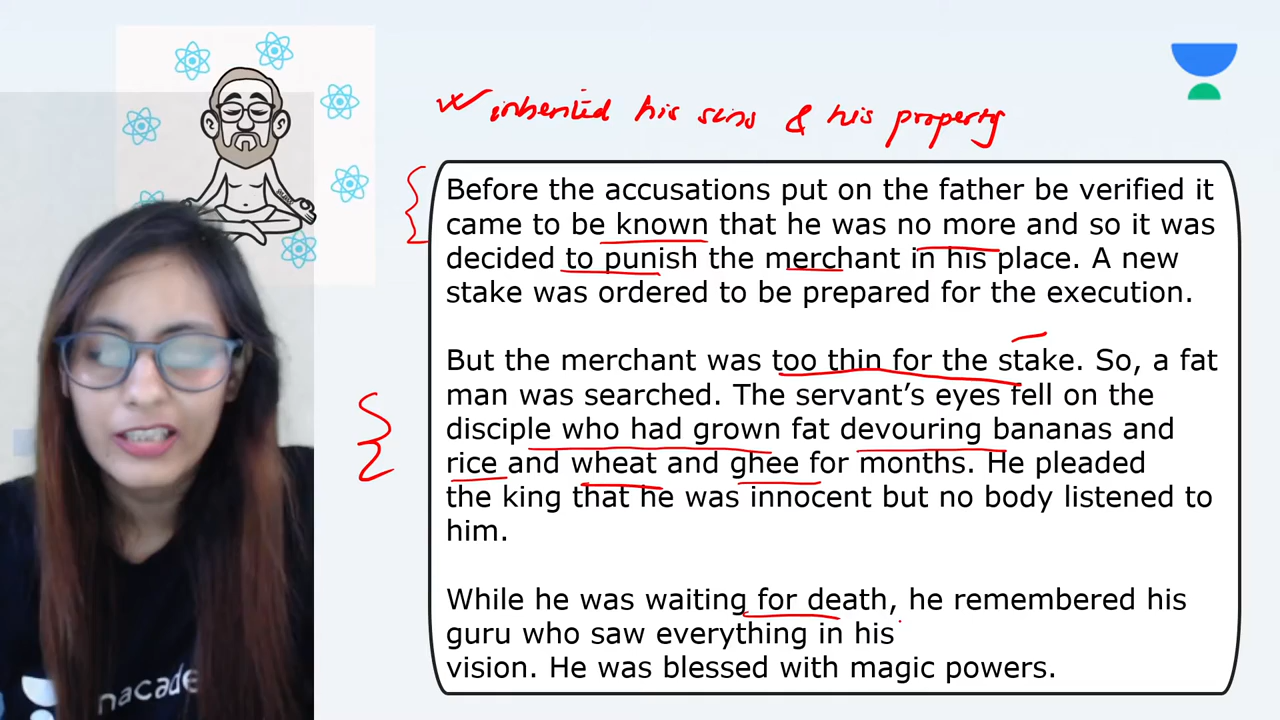 inherited his sins & his property
Before the accusations put on the father be verified it
came to be known that he was no more and so it was
decided to punish the merchant in his place. A new
stake was ordered to be prepared for the execution.
But the merchant was too thin for the stake. So, a fat
man was searched. The servant’s eyes fell on the
disciple who had grown fat devouring bananas and
rice and wheat and ghee for months. He pleaded
the king that he was innocent but no body listened to
him.
While he was waiting for death, he remembered his
guru who saw everything in his
vision. He was blessed with magic powers.
nacade